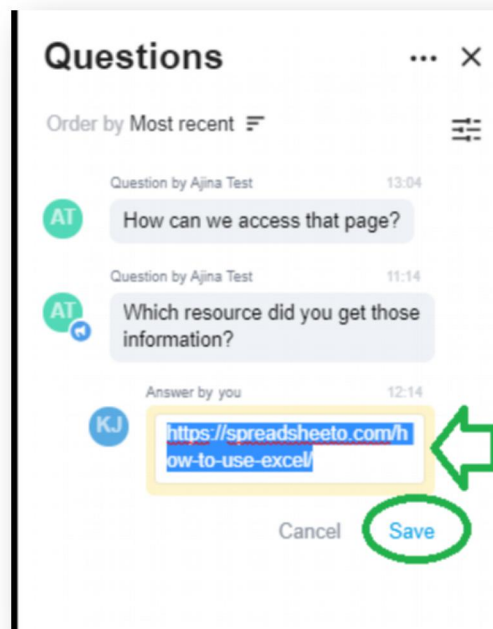 Questions
Order by Most recent
Question by Ajina Test 13:04
AT
How can we access that page?
Question by Ajina Test 11:14
AT
Which resource did you get those
information?
Answer by you 12:14
KJ
https://spreadsheeto.com/h
ow-to-use-excel/
Cancel Save